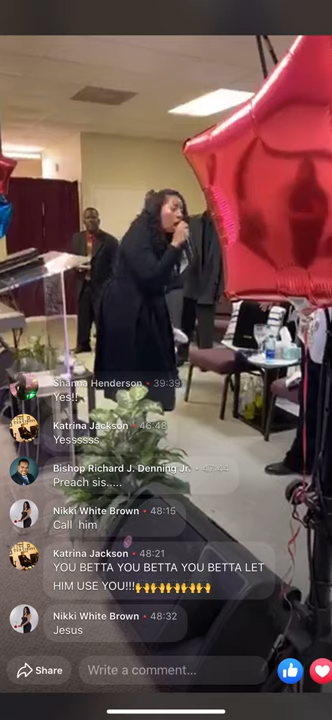 Shanna Henderson • 39:39
Yes!!
Katrina Jackson • 46:48
Yessssss
Bishop Richard J. Denning Jr. • 47:44
Preach sis.....
Nikki White Brown • 48:15
Call him
Katrina Jackson • 48:21
YOU BETTA YOU BETTA YOU BETTA LET
HIM USE YOU!!!🙌🙌🙌🙌🙌🙌
Nikki White Brown • 48:32
Jesus
Share
Write a comment...